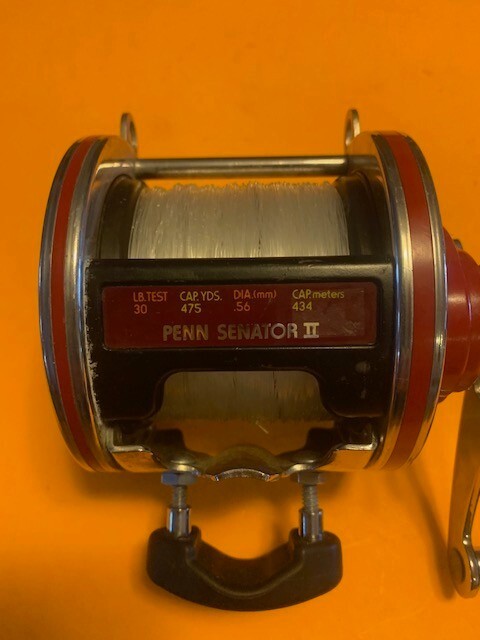 LB.TEST CAP. YDS. DIA.(mm) CAP.meters
30 475 .56 434
PENN SENATOR II